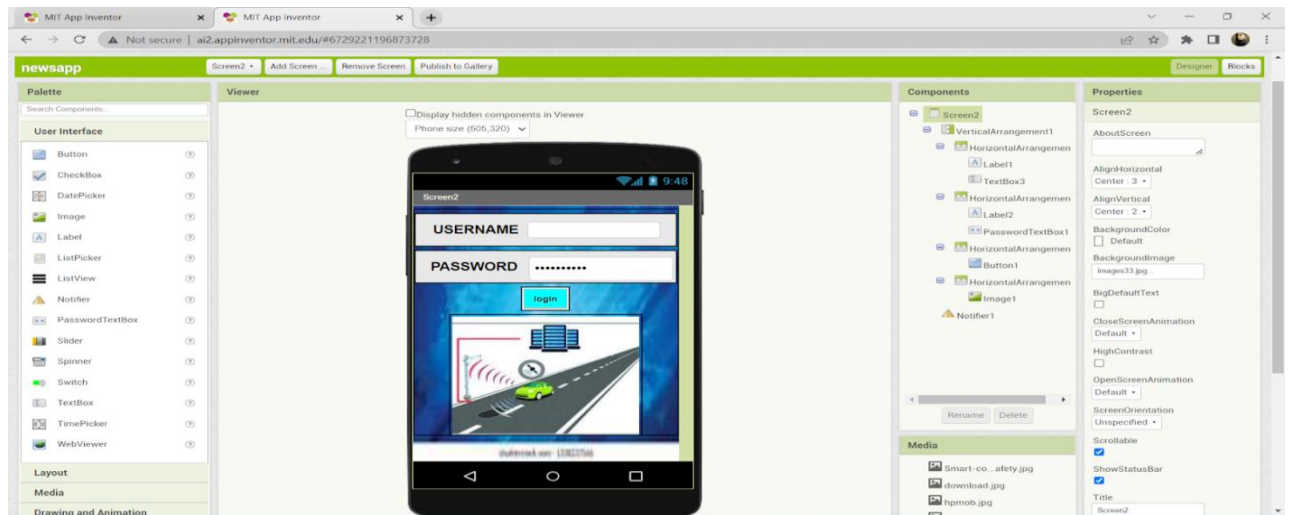 MIT App Inventor
MIT App Inventor
Not secure | ai2.appinventor.mit.edu/#6729221196873728
newsapp
Screen2
Add Screen ...
Remove Screen
Publish to Gallery
Designer
Blocks
Palette
Search Components...
User Interface
Button
CheckBox
DatePicker
Image
Label
ListPicker
ListView
Notifier
PasswordTextBox
Slider
Spinner
Switch
TextBox
TimePicker
WebViewer
Layout
Media
Drawing and Animation
Viewer
Display hidden components in Viewer
Phone size (505,320)
9:48
Screen2
USERNAME
PASSWORD
login
Components
Screen2
VerticalArrangement1
HorizontalArrangemen
Label1
TextBox3
HorizontalArrangemen
Label2
PasswordTextBox1
HorizontalArrangemen
Button1
HorizontalArrangemen
Image1
Notifier1
Rename
Delete
Media
Smart-co...afety.jpg
download.jpg
hpmob.jpg
Properties
Screen2
AboutScreen
AlignHorizontal
Center : 3
AlignVertical
Center : 2
BackgroundColor
Default
BackgroundImage
images33.jpg...
BigDefaultText
CloseScreenAnimation
Default
HighContrast
OpenScreenAnimation
Default
ScreenOrientation
Unspecified
Scrollable
ShowStatusBar
Title
Screen2